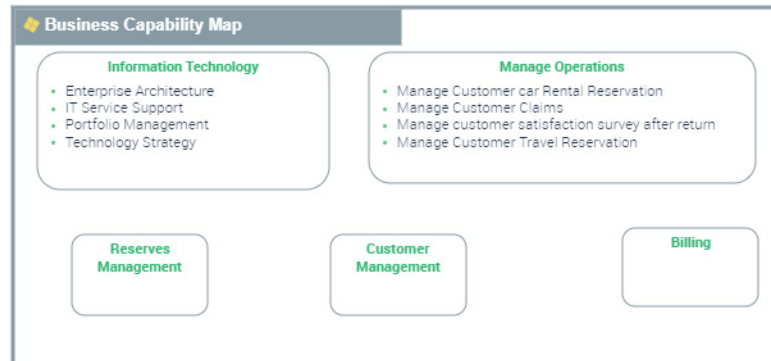 Business Capability Map
Information Technology
Enterprise Architecture
IT Service Support
Portfolio Management
Technology Strategy
Manage Operations
Manage Customer car Rental Reservation
Manage Customer Claims
Manage customer satisfaction survey after return
Manage Customer Travel Reservation
Reserves
Management
Customer
Management
Billing